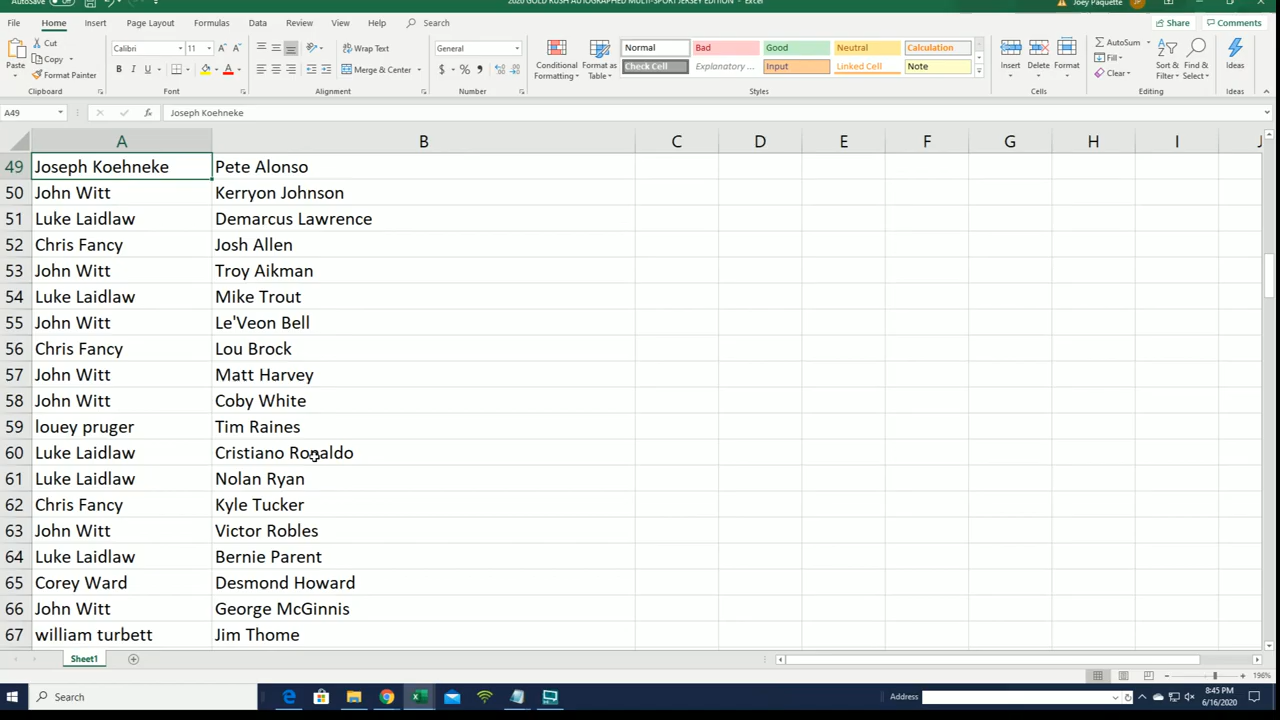 AutoSave
2020 GOLD RUSH AUTOGRAPHED MULTI-SPORT JERSEY EDITION - Excel
Joey Paquette JP
File Home Insert Page Layout Formulas Data Review View Help Search Share Comments
Paste Cut Copy Format Painter Clipboard
Calibri 11 B I U Font
Wrap Text Merge & Center Alignment
General $ % Number
Conditional Formatting Format as Table
Normal Bad Good Neutral Calculation
Check Cell Explanatory ... Input Linked Cell Note
Styles
Insert Delete Format Cells
AutoSum Fill Clear Sort & Filter Find & Select Editing
Ideas Ideas
A49 fx Joseph Koehneke
A B C D E F G H I J
49 Joseph Koehneke Pete Alonso
50 John Witt Kerryon Johnson
51 Luke Laidlaw Demarcus Lawrence
52 Chris Fancy Josh Allen
53 John Witt Troy Aikman
54 Luke Laidlaw Mike Trout
55 John Witt Le'Veon Bell
56 Chris Fancy Lou Brock
57 John Witt Matt Harvey
58 John Witt Coby White
59 louey pruger Tim Raines
60 Luke Laidlaw Cristiano Ronaldo
61 Luke Laidlaw Nolan Ryan
62 Chris Fancy Kyle Tucker
63 John Witt Victor Robles
64 Luke Laidlaw Bernie Parent
65 Corey Ward Desmond Howard
66 John Witt George McGinnis
67 william turbett Jim Thome
Sheet1
196%
Search Address 8:45 PM
6/16/2020